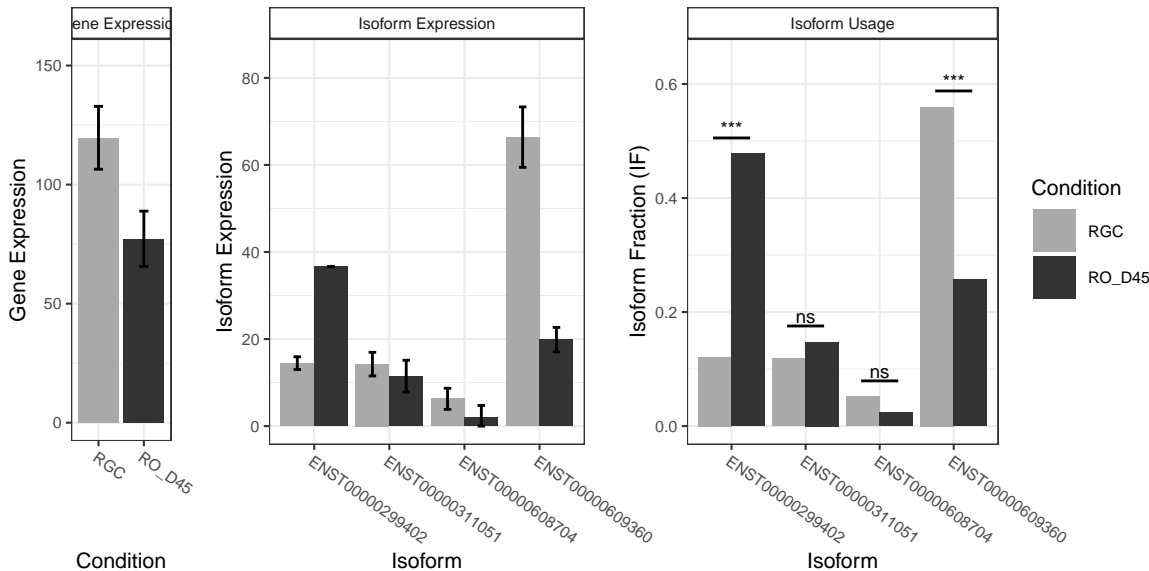 ene Expressio
Isoform Expression
Isoform Usage
Gene Expression
150
100
50
0
RGC
RO_D45
Condition
Isoform Expression
80
60
40
20
0
ENST00000299402
ENST00000311051
ENST00000608704
ENST00000609360
Isoform
Isoform Fraction (IF)
0.6
0.4
0.2
0.0
***
ns
ns
***
ENST00000299402
ENST00000311051
ENST00000608704
ENST00000609360
Isoform
Condition
RGC
RO_D45